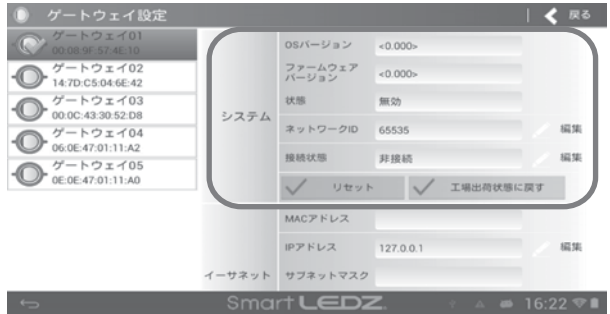 ゲートウェイ設定
戻る
ゲートウェイ01
00:08:9F:57:4E:10
ゲートウェイ02
14:7D:C5:04:6E:42
ゲートウェイ03
00:0C:43:30:52:D8
ゲートウェイ04
06:0E:47:01:11:A2
ゲートウェイ05
0E:0E:47:01:11:A0
システム
OSバージョン <0.000>
ファームウェア
バージョン <0.000>
状態 無効
ネットワークID 65535 編集
接続状態 非接続 編集
リセット 工場出荷状態に戻す
イーサネット
MACアドレス
IPアドレス 127.0.0.1 編集
サブネットマスク
Smart LEDZ. 16:22